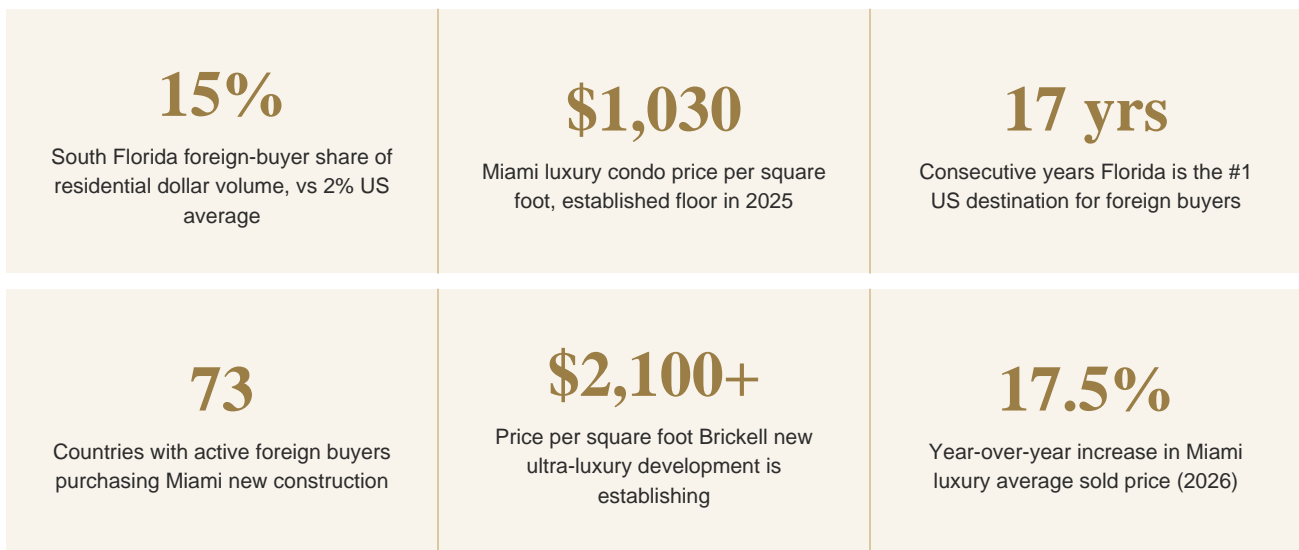 15%
South Florida foreign-buyer share of
residential dollar volume, vs 2% US
average
$1,030
Miami luxury condo price per square
foot, established floor in 2025
17 yrs
Consecutive years Florida is the #1
US destination for foreign buyers
73
Countries with active foreign buyers
purchasing Miami new construction
$2,100+
Price per square foot Brickell new
ultra-luxury development is
establishing
17.5%
Year-over-year increase in Miami
luxury average sold price (2026)